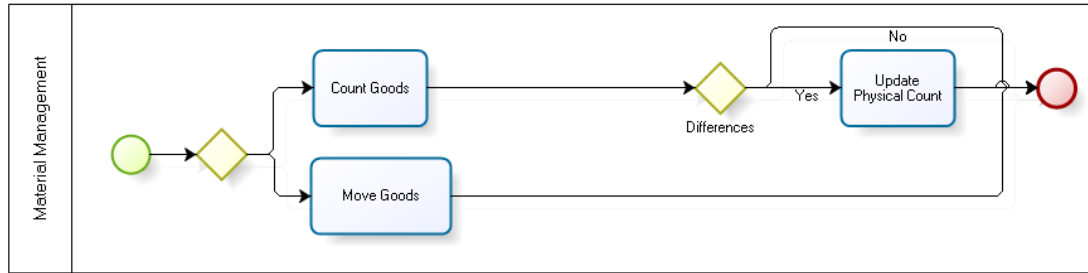 Material Management
Count Goods
Move Goods
Differences
Yes
No
Update
Physical Count